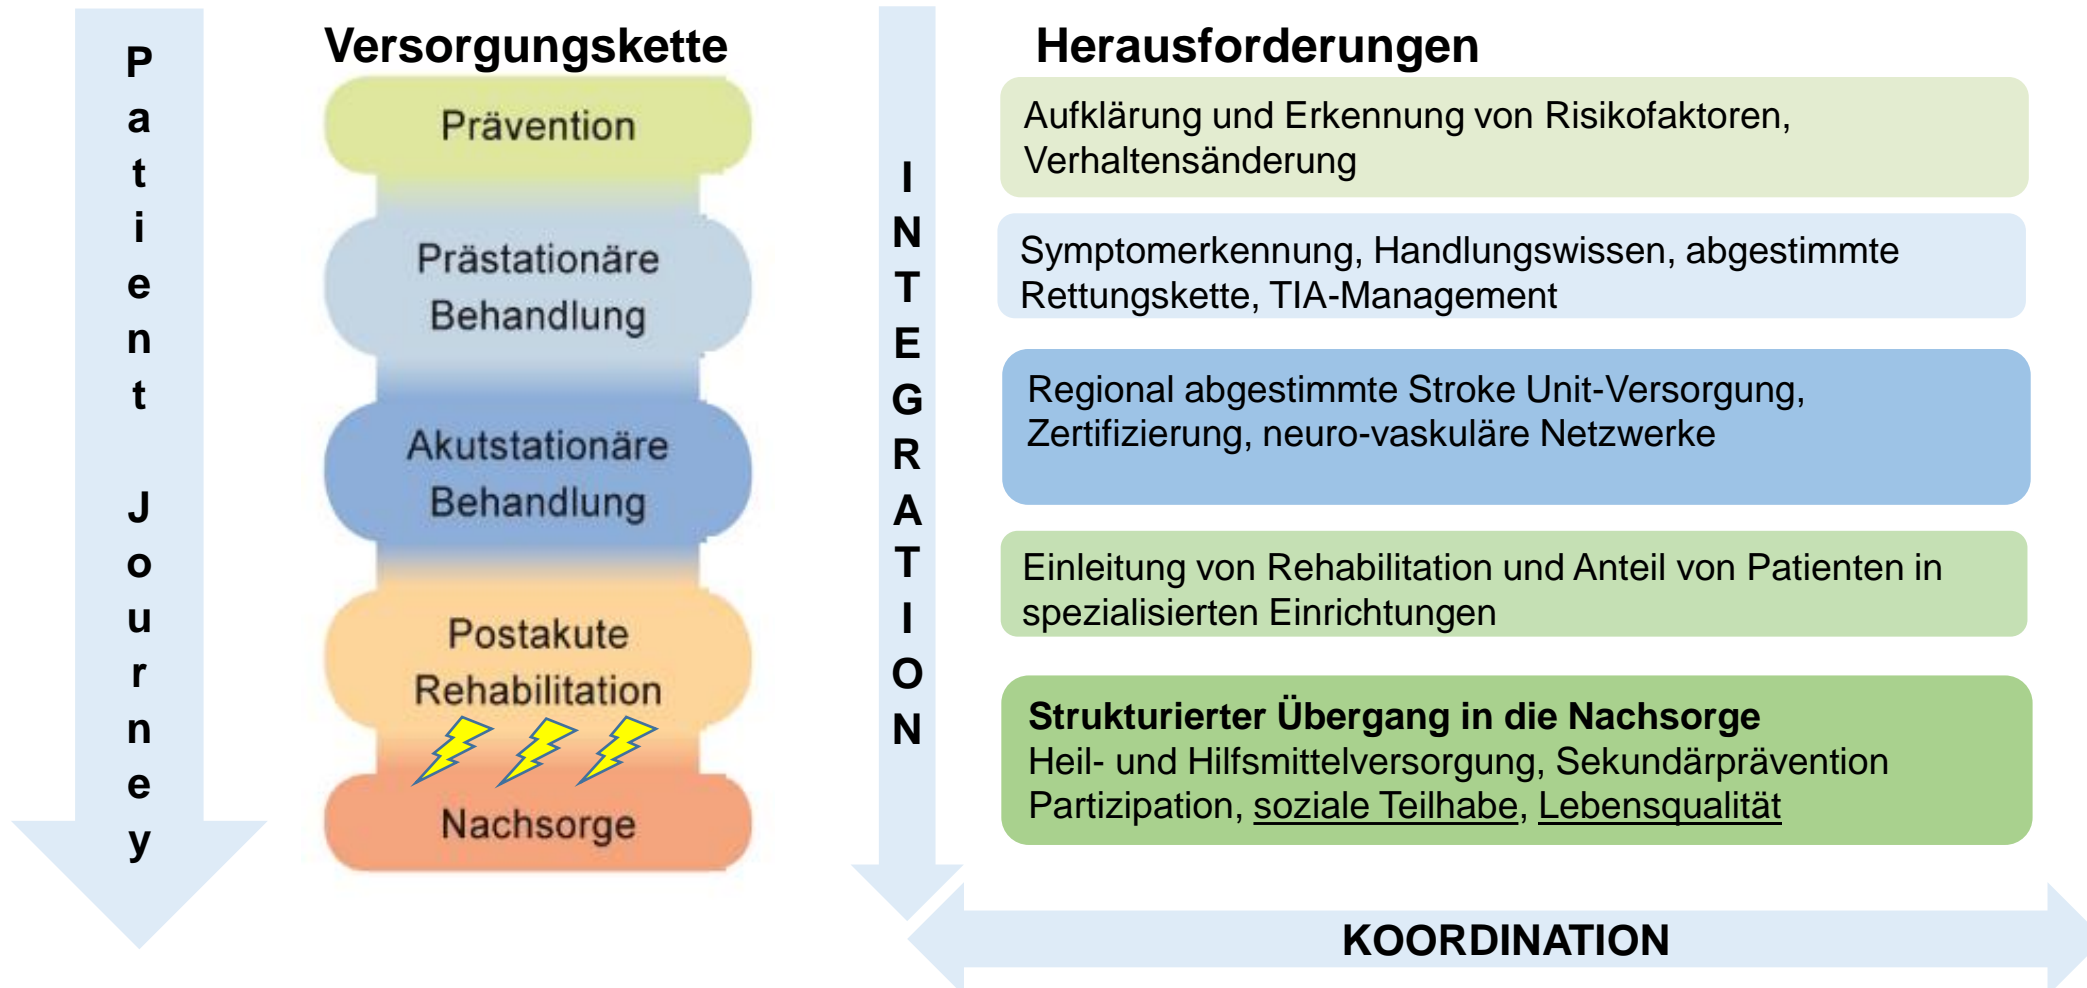 Patient Journey
Versorgungskette
Prävention
Prästationäre
Behandlung
Akutstationäre
Behandlung
Postakute
Rehabilitation
Nachsorge
INTEGRATION
Herausforderungen
Aufklärung und Erkennung von Risikofaktoren,
Verhaltensänderung
Symptomerkennung, Handlungswissen, abgestimmte
Rettungskette, TIA-Management
Regional abgestimmte Stroke Unit-Versorgung,
Zertifizierung, neuro-vaskuläre Netzwerke
Einleitung von Rehabilitation und Anteil von Patienten in
spezialisierten Einrichtungen
Strukturierter Übergang in die Nachsorge
Heil- und Hilfsmittelversorgung, Sekundärprävention
Partizipation, soziale Teilhabe, Lebensqualität
KOORDINATION